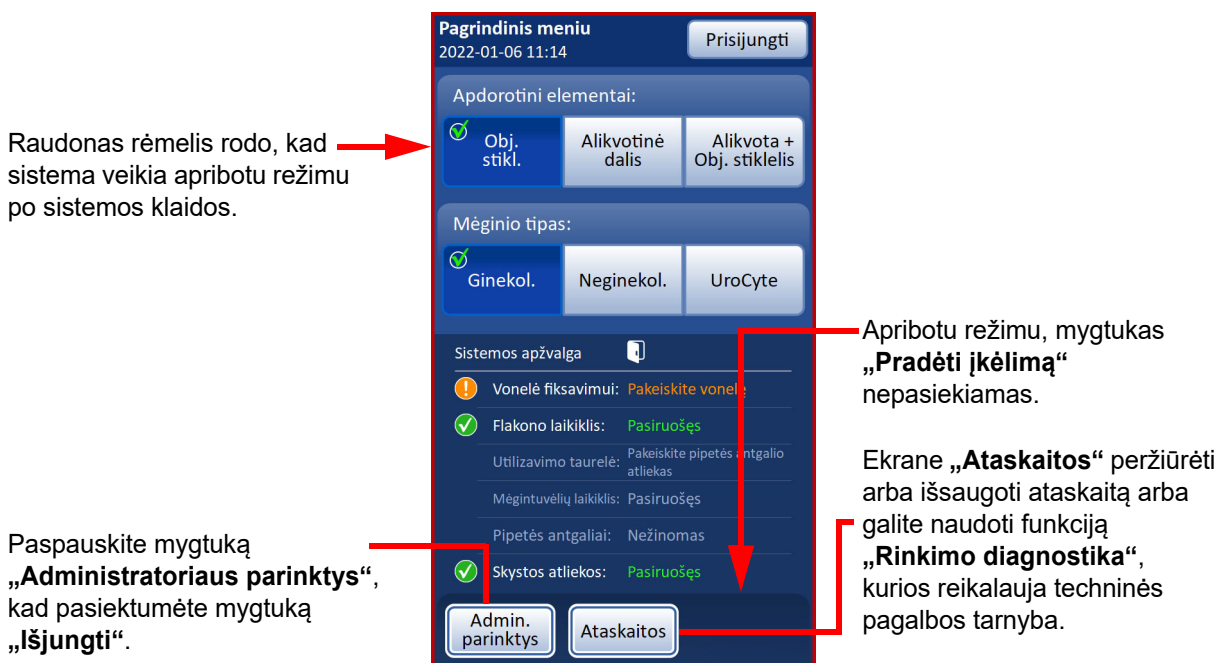 Pagrindinis meniu
2022-01-06 11:14
Prisijungti
Apdorotini elementai:
Obj.
stikl.
Alikvotinė
dalis
Alikvota +
Obj. stiklelis
Raudonas rėmelis rodo, kad
sistema veikia apribotu režimu
po sistemos klaidos.
Mėginio tipas:
Ginekol.
Neginekol.
UroCyte
Sistemos apžvalga
Vonelė fiksavimui: Pakeiskite vonelę
Flakono laikiklis: Pasiruošęs
Utilizavimo taurelė: Pakeiskite pipetės antgalio
atliekas
Mėgintuvėlių laikiklis: Pasiruošęs
Pipetės antgaliai: Nežinomas
Skystos atliekos: Pasiruošęs
Admin.
parinktys
Ataskaitos
Apribotu režimu, mygtukas
„Pradėti įkėlimą“
nepasiekiamas.
Ekrane „Ataskaitos“ peržiūrėti
arba išsaugoti ataskaitą arba
galite naudoti funkciją
„Rinkimo diagnostika“,
kurios reikalauja techninės
pagalbos tarnyba.
Paspauskite mygtuką
„Administratoriaus parinktys“,
kad pasiektumėte mygtuką
„Išjungti“.